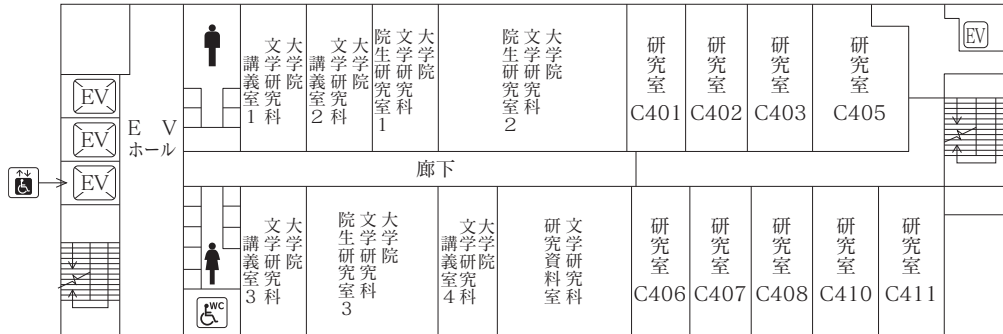 大学院
文学研究科
講義室1
大学院
文学研究科
講義室2
大学院
文学研究科
院生研究室1
大学院
文学研究科
院生研究室2
研究室
C401
研究室
C402
研究室
C403
研究室
C405
EV
EV
EV
EV
EV
ホール
廊下
大学院
文学研究科
講義室3
大学院
文学研究科
院生研究室3
大学院
文学研究科
講義室4
文学研究科
研究資料室
研究室
C406
研究室
C407
研究室
C408
研究室
C410
研究室
C411
WC